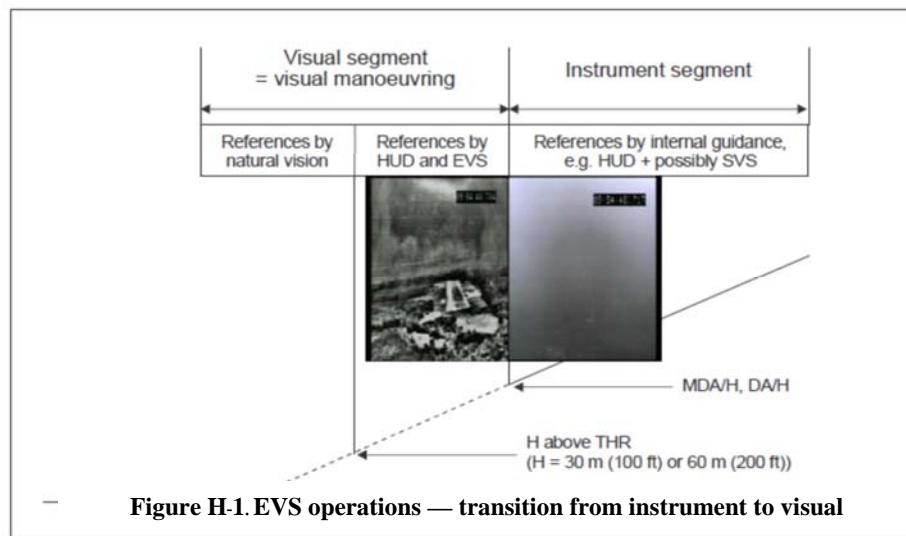 Visual segment
= visual manoeuvring
Instrument segment
References by
natural vision
References by
HUD and EVS
References by internal guidance,
e.g. HUD + possibly SVS
MDA/H, DA/H
H above THR
(H = 30 m (100 ft) or 60 m (200 ft))
Figure H-1. EVS operations — transition from instrument to visual